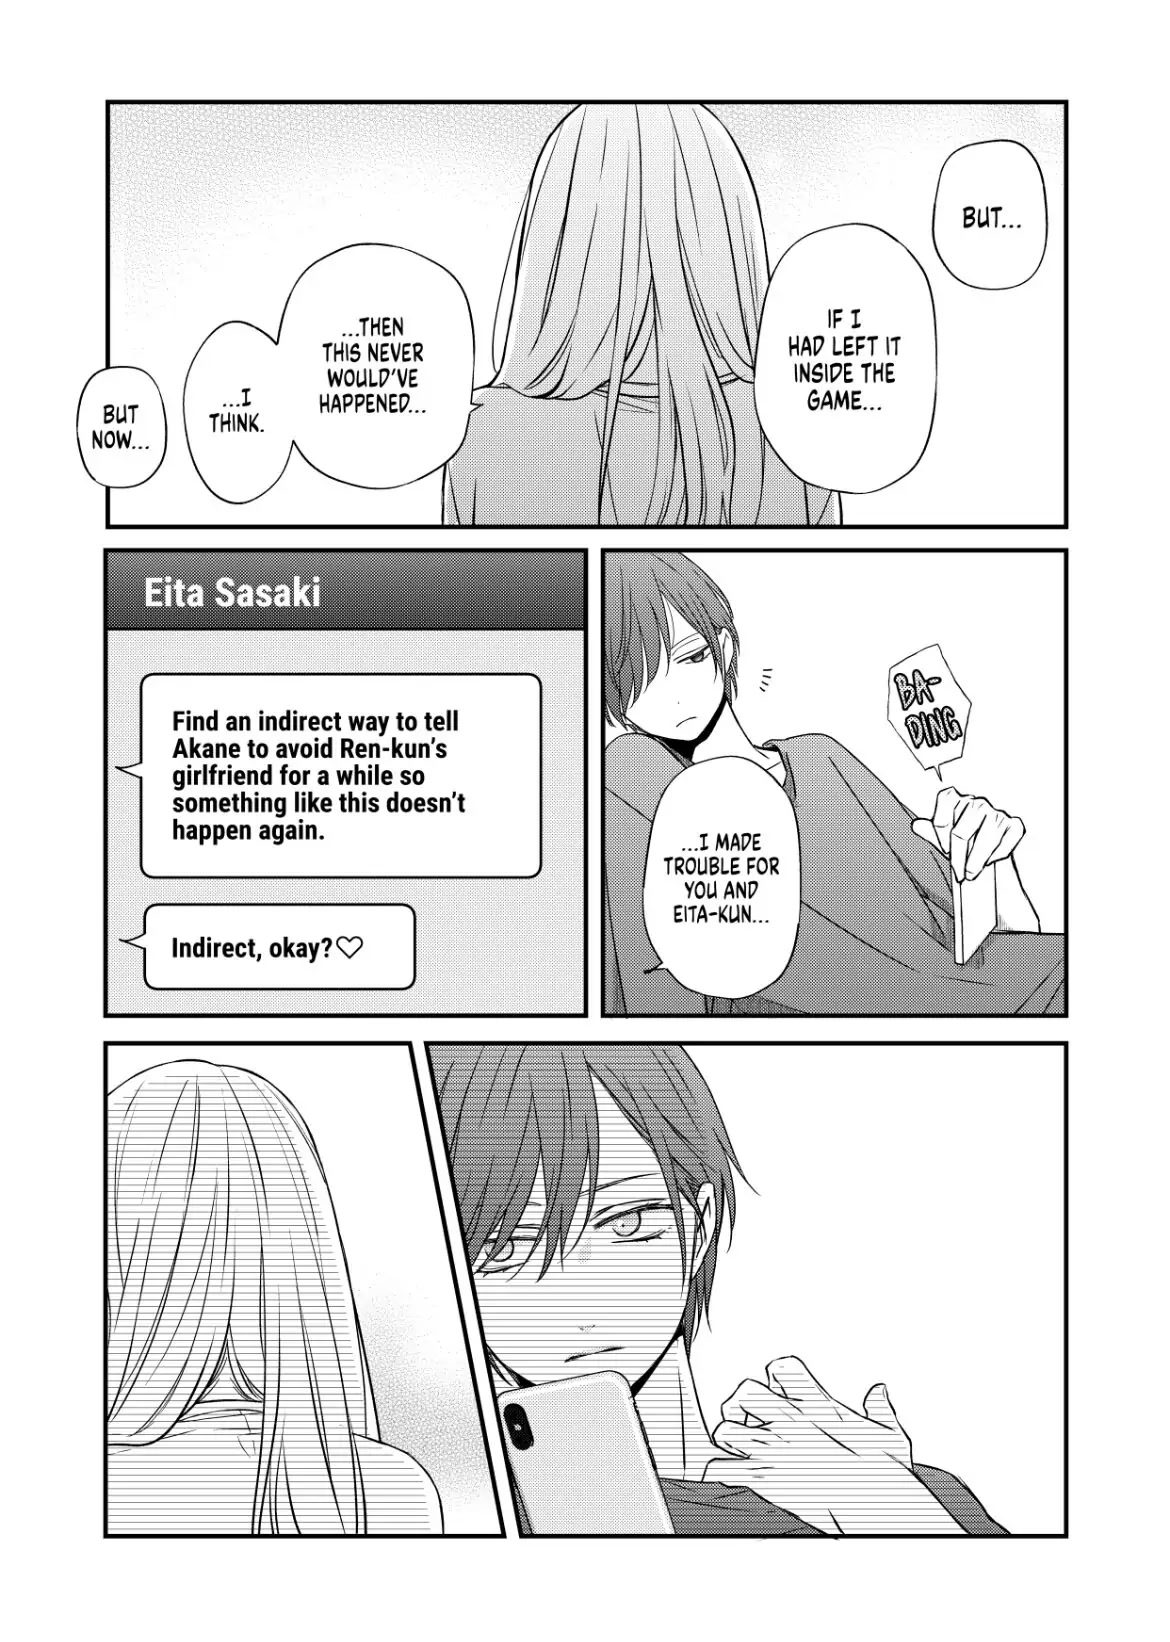 BUT...
IF I
HAD LEFT IT
INSIDE THE
GAME...
...THEN
THIS NEVER
WOULD'VE
HAPPENED...
...I
THINK.
BUT
NOW...
BA-
DING
...I MADE
TROUBLE FOR
YOU AND
EITA-KUN...
Eita Sasaki
Find an indirect way to tell
Akane to avoid Ren-kun's
girlfriend for a while so
something like this doesn't
happen again.
Indirect, okay?♡